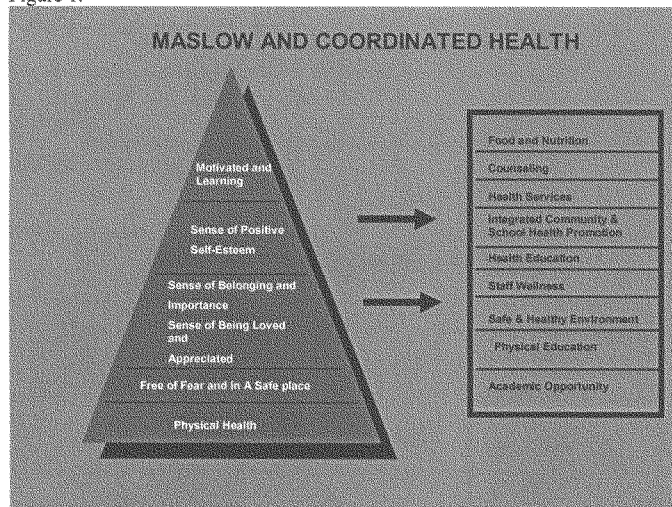 Figure 1.
MASLOW AND COORDINATED HEALTH
Motivated and
Learning
Sense of Positive
Self-Esteem
Sense of Belonging and
Importance
Sense of Being Loved
and
Appreciated
Free of Fear and In A Safe place
Physical Health
Food and Nutrition
Counseling
Health Services
Integrated Community &
School Health Promotion
Health Education
Staff Wellness
Safe & Healthy Environment
Physical Education
Academic Opportunity